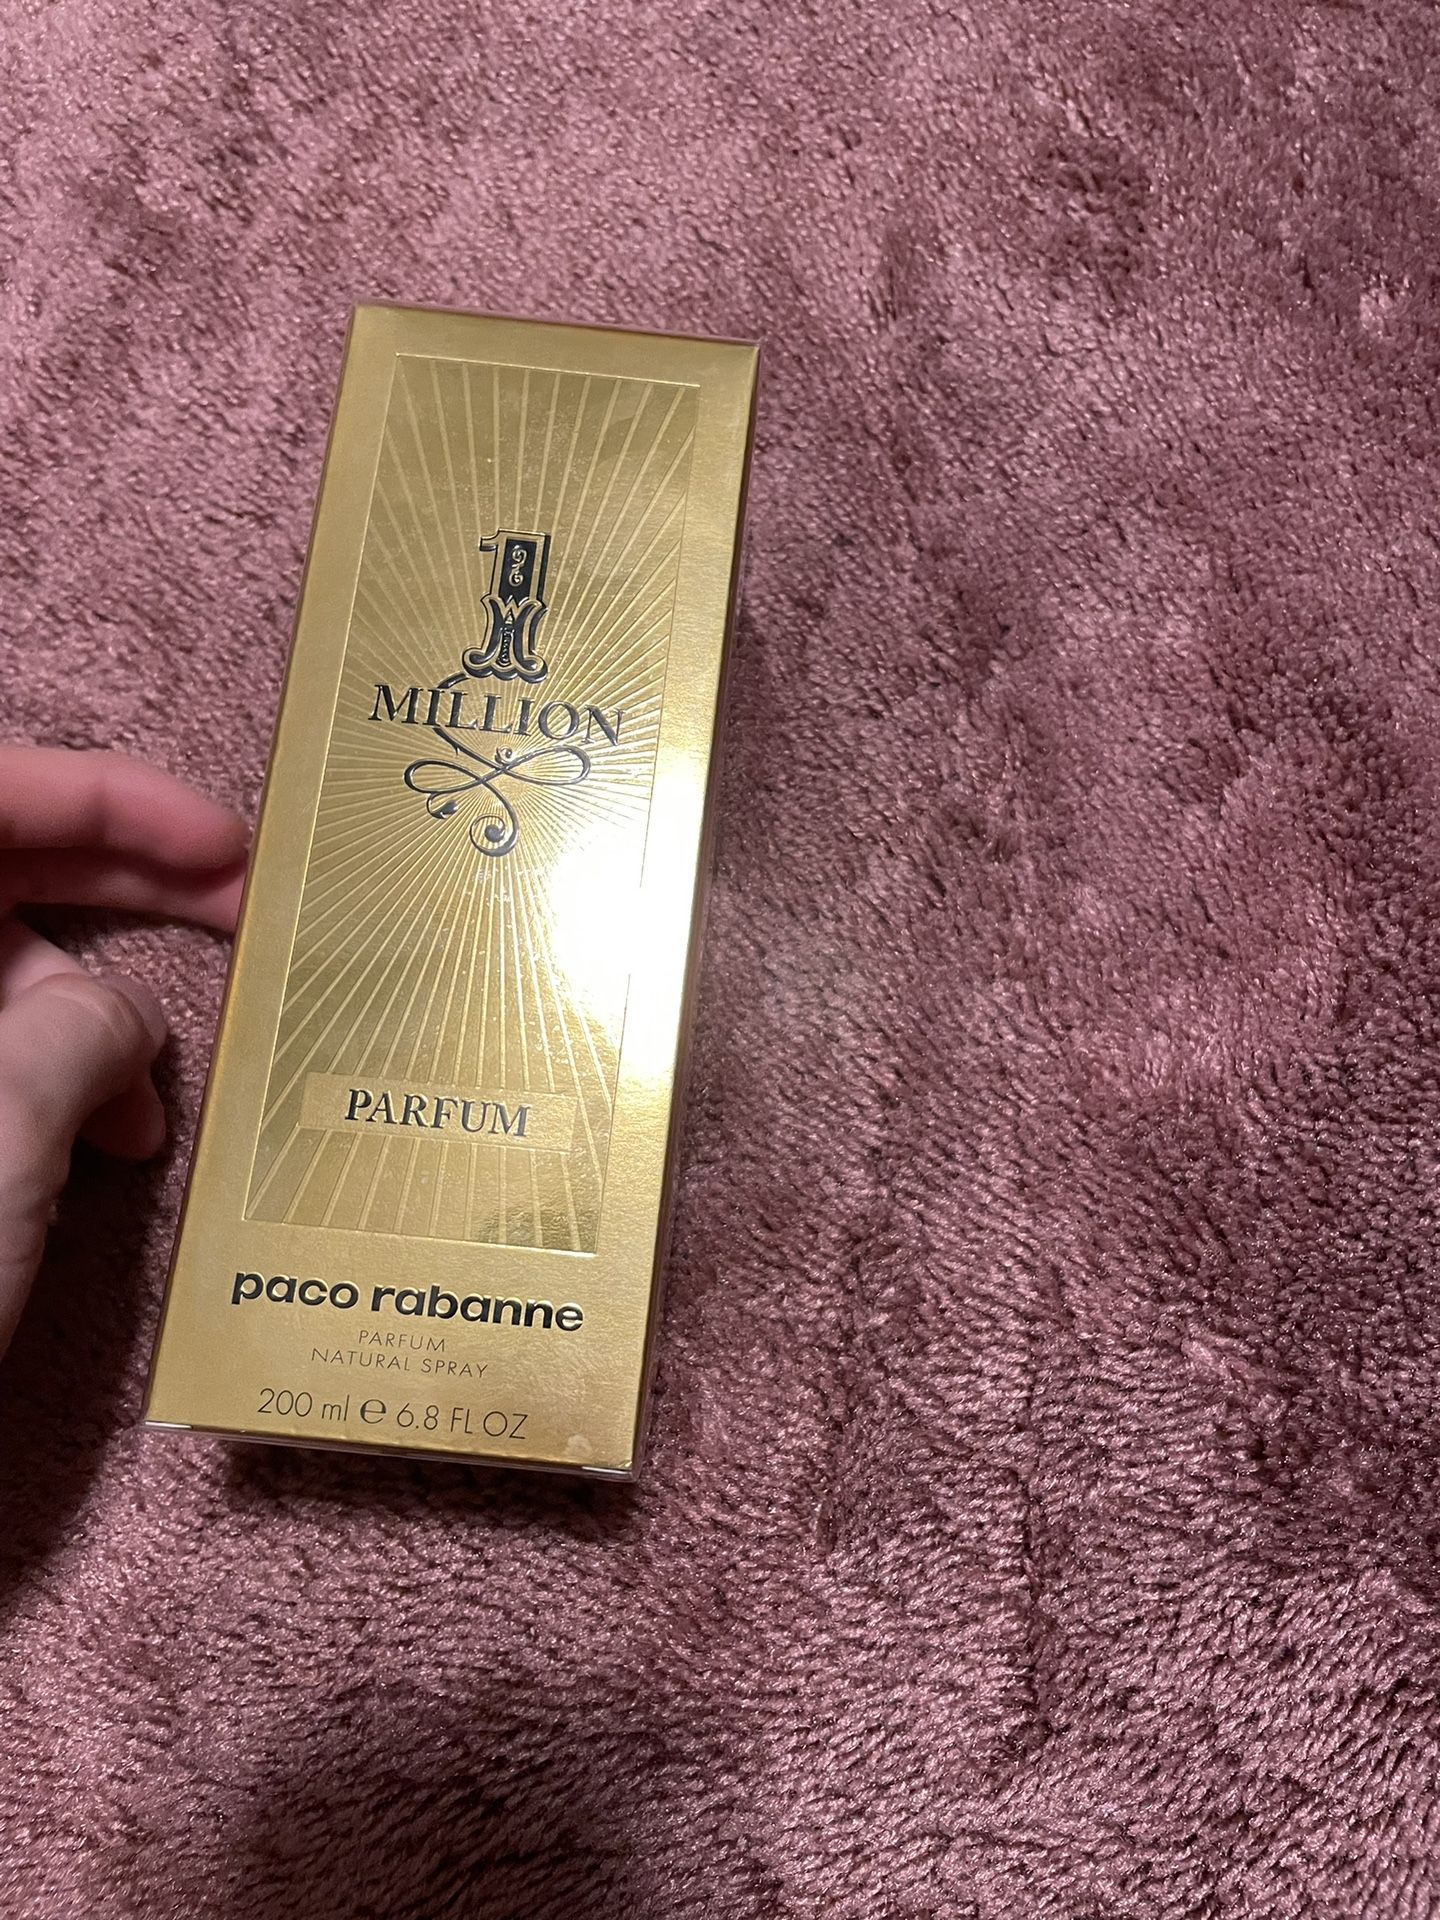 1
MILLION
PARFUM
paco rabanne
PARFUM
NATURAL SPRAY
200 ml e 6.8 FL OZ